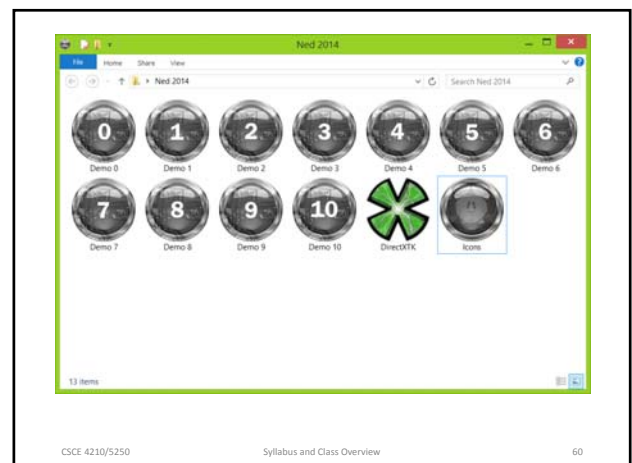 Ned 2014
File Home Share View
Ned 2014 Search Ned 2014
0 1 2 3 4 5 6
Demo 0 Demo 1 Demo 2 Demo 3 Demo 4 Demo 5 Demo 6
7 8 9 10
Demo 7 Demo 8 Demo 9 Demo 10 DirectXTK Icons
13 items
CSCE 4210/5250 Syllabus and Class Overview 60